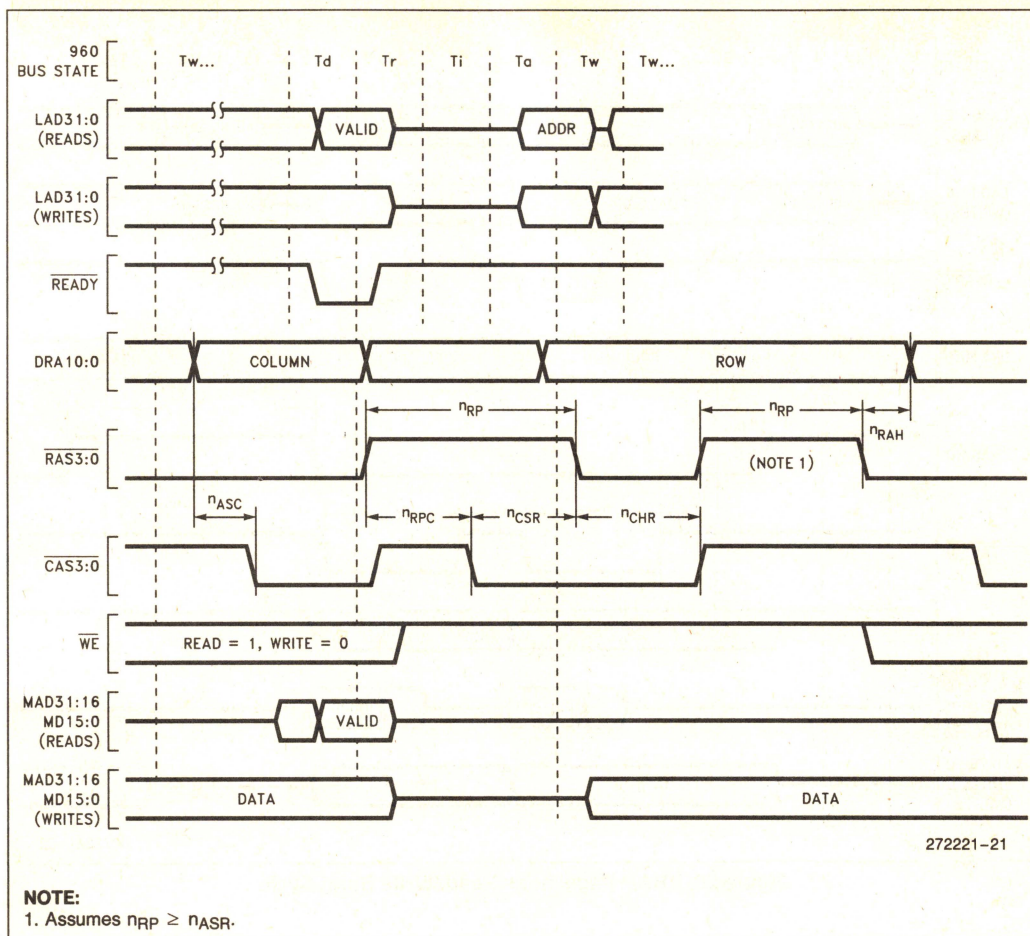 960
BUS STATE
Tw... Td Tr Ti Ta Tw Tw...
LAD31:0
(READS)
VALID ADDR
LAD31:0
(WRITES)
READY
DRA10:0
COLUMN ROW
nRP nRP
nRAH
RAS3:0
(NOTE 1)
nASC
nRPC nCSR nCHR
CAS3:0
WE
READ = 1, WRITE = 0
MAD31:16
MD15:0
(READS)
VALID
MAD31:16
MD15:0
(WRITES)
DATA DATA
272221-21
NOTE:
1. Assumes nRP ≥ nASR.